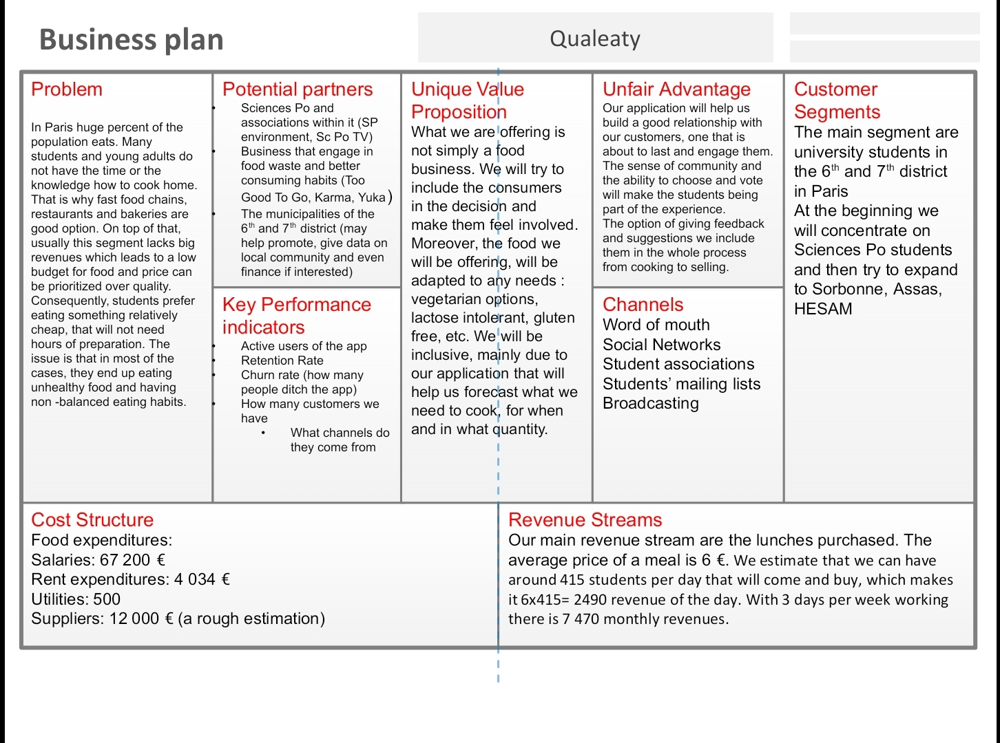 Business plan
Qualeaty
Problem
In Paris huge percent of the
population eats. Many
students and young adults do
not have the time or the
knowledge how to cook home.
That is why fast food chains,
restaurants and bakeries are
good option. On top of that,
usually this segment lacks big
revenues which leads to a low
budget for food and price can
be prioritized over quality.
Consequently, students prefer
eating something relatively
cheap, that will not need
hours of preparation. The
issue is that in most of the
cases, they end up eating
unhealthy food and having
non -balanced eating habits.
Potential partners
• Sciences Po and
associations within it (SP
environment, Sc Po TV)
• Business that engage in
food waste and better
consuming habits (Too
Good To Go, Karma, Yuka)
• The municipalities of the
6th and 7th district (may
help promote, give data on
local community and even
finance if interested)
Key Performance
indicators
• Active users of the app
• Retention Rate
• Churn rate (how many
people ditch the app)
• How many customers we
have
• What channels do
they come from
Unique Value
Proposition
What we are offering is
not simply a food
business. We will try to
include the consumers
in the decision and
make them feel involved.
Moreover, the food we
will be offering, will be
adapted to any needs :
vegetarian options,
lactose intolerant, gluten
free, etc. We will be
inclusive, mainly due to
our application that will
help us forecast what we
need to cook, for when
and in what quantity.
Unfair Advantage
Our application will help us
build a good relationship with
our customers, one that is
about to last and engage them.
The sense of community and
the ability to choose and vote
will make the students being
part of the experience.
The option of giving feedback
and suggestions we include
them in the whole process
from cooking to selling.
Channels
Word of mouth
Social Networks
Student associations
Students’ mailing lists
Broadcasting
Customer
Segments
The main segment are
university students in
the 6th and 7th district
in Paris
At the beginning we
will concentrate on
Sciences Po students
and then try to expand
to Sorbonne, Assas,
HESAM
Cost Structure
Food expenditures:
Salaries: 67 200 €
Rent expenditures: 4 034 €
Utilities: 500
Suppliers: 12 000 € (a rough estimation)
Revenue Streams
Our main revenue stream are the lunches purchased. The
average price of a meal is 6 €. We estimate that we can have
around 415 students per day that will come and buy, which makes
it 6x415= 2490 revenue of the day. With 3 days per week working
there is 7 470 monthly revenues.